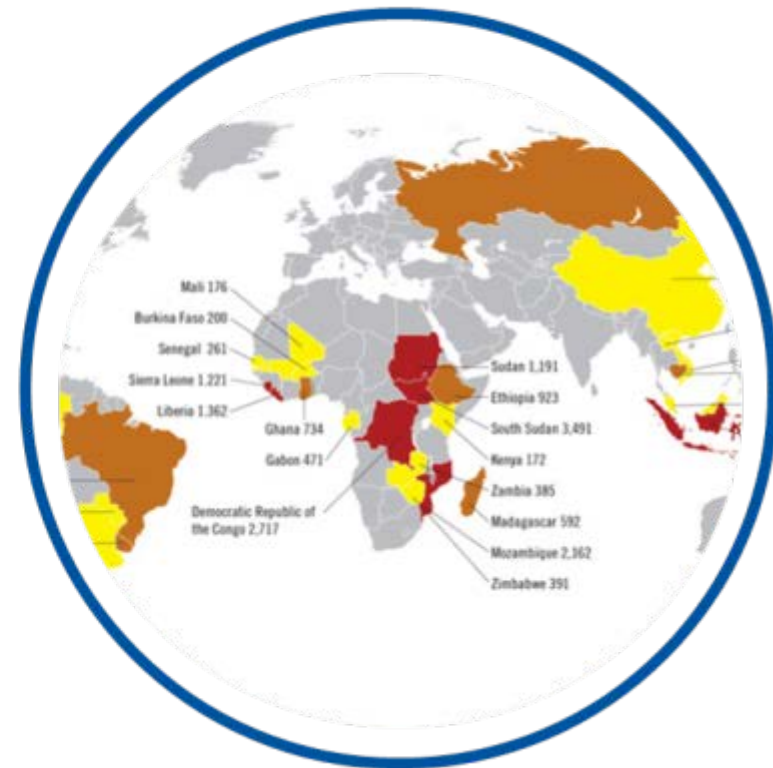 Mali 176
Burkina Faso 200
Senegal 261
Sierra Leone 1.221
Liberia 1.362
Ghana 734
Gabon 471
Democratic Republic of
the Congo 2,717
Sudan 1,191
Ethiopia 923
South Sudan 3,491
Kenya 172
Zambia 385
Madagascar 592
Mozambique 2,362
Zimbabwe 391